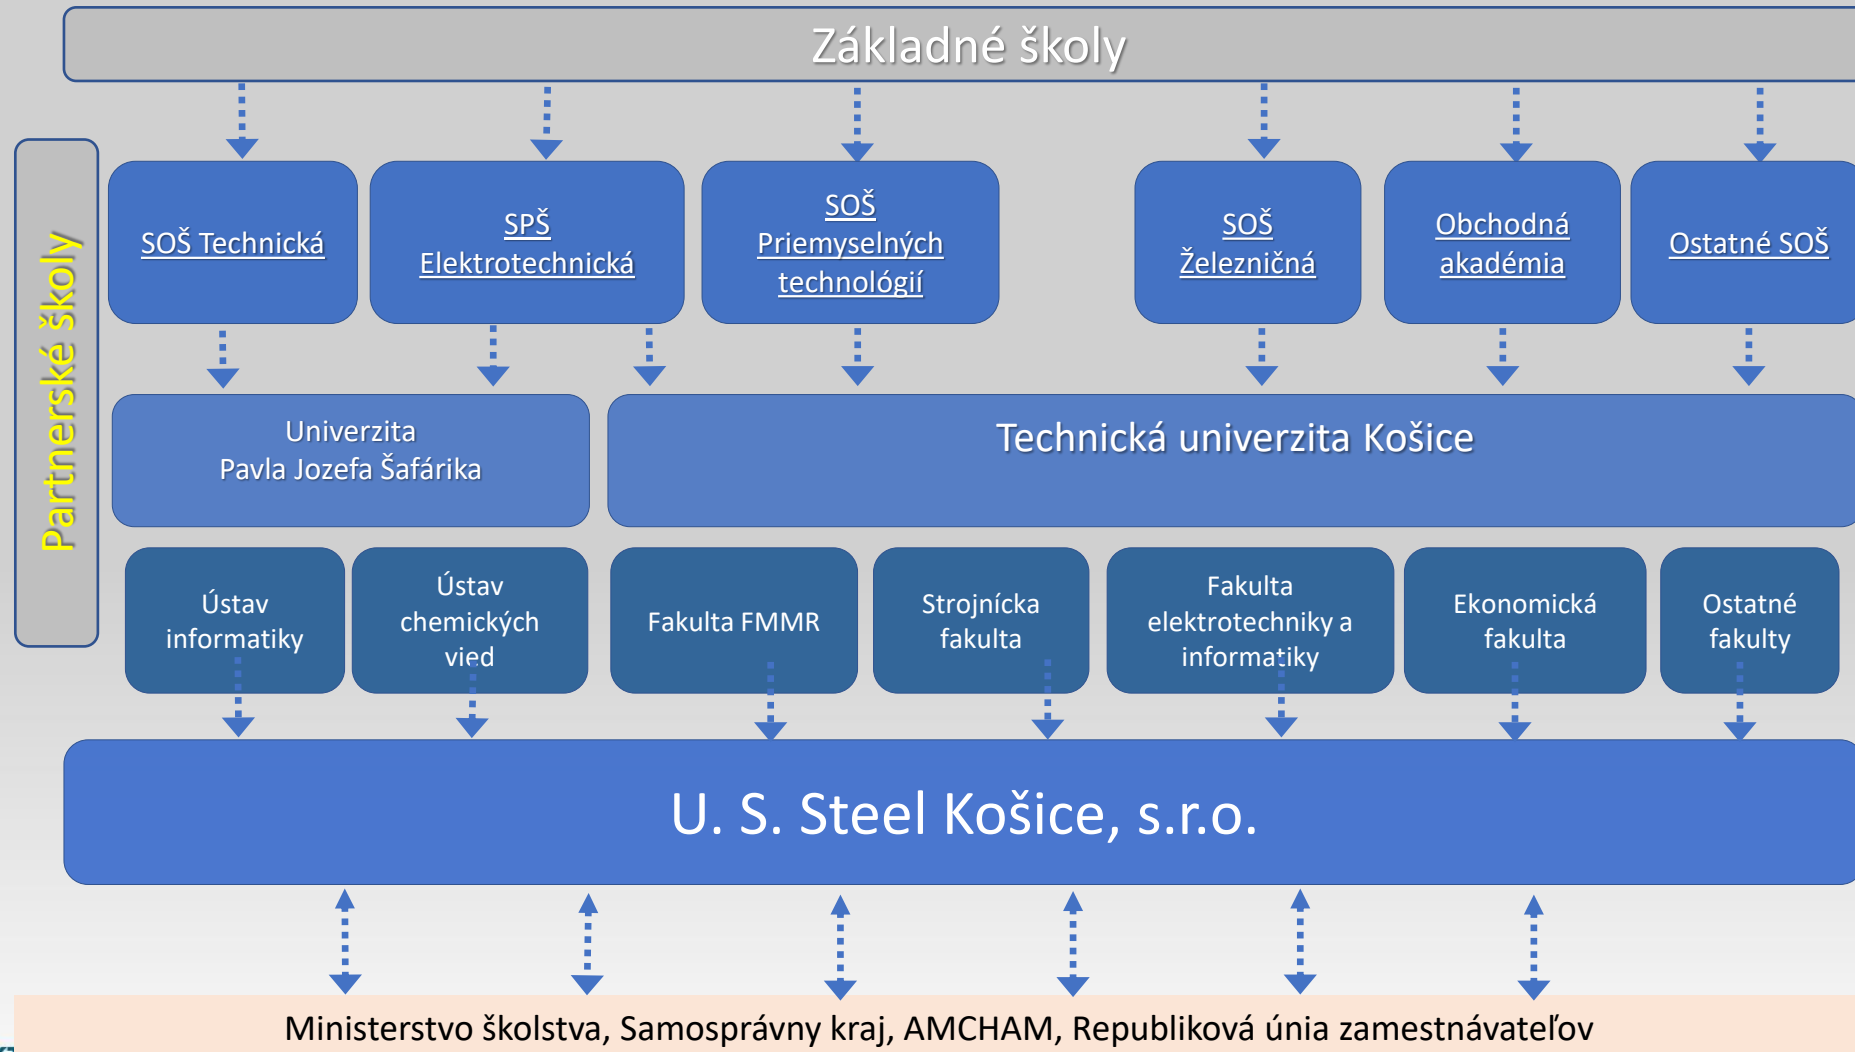 Základné školy
Partnerské školy
SOŠ Technická
SPŠ
Elektrotechnická
SOŠ
Priemyselných
technológií
SOŠ
Železničná
Obchodná
akadémia
Ostatné SOŠ
Univerzita
Pavla Jozefa Šafárika
Technická univerzita Košice
Ústav
informatiky
Ústav
chemických
vied
Fakulta FMMR
Strojnícka
fakulta
Fakulta
elektrotechniky a
informatiky
Ekonomická
fakulta
Ostatné
fakulty
U. S. Steel Košice, s.r.o.
Ministerstvo školstva, Samosprávny kraj, AMCHAM, Republiková únia zamestnávateľov